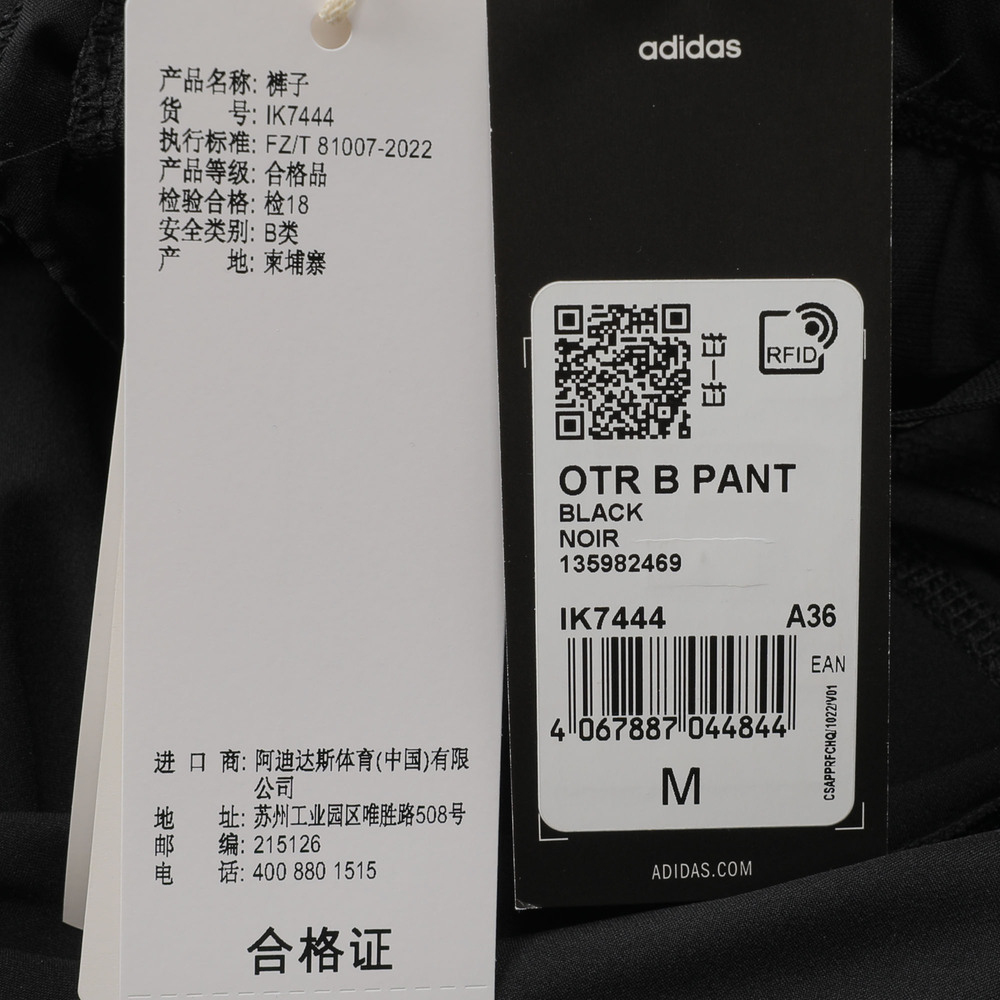 产品名称: 裤子
货 号: IK7444
执行标准: FZ/T 81007-2022
产品等级: 合格品
检验合格: 检18
安全类别: B类
产 地: 柬埔寨
进 口 商: 阿迪达斯体育(中国)有限
公司
地 址: 苏州工业园区唯胜路508号
邮 编: 215126
电 话: 400 880 1515
合格证
adidas
扫一扫
RFID
OTR B PANT
BLACK
NOIR
135982469
IK7444 A36
EAN
4 067887 044844
CSAPPRFCHQ/1022/V01
M
ADIDAS.COM